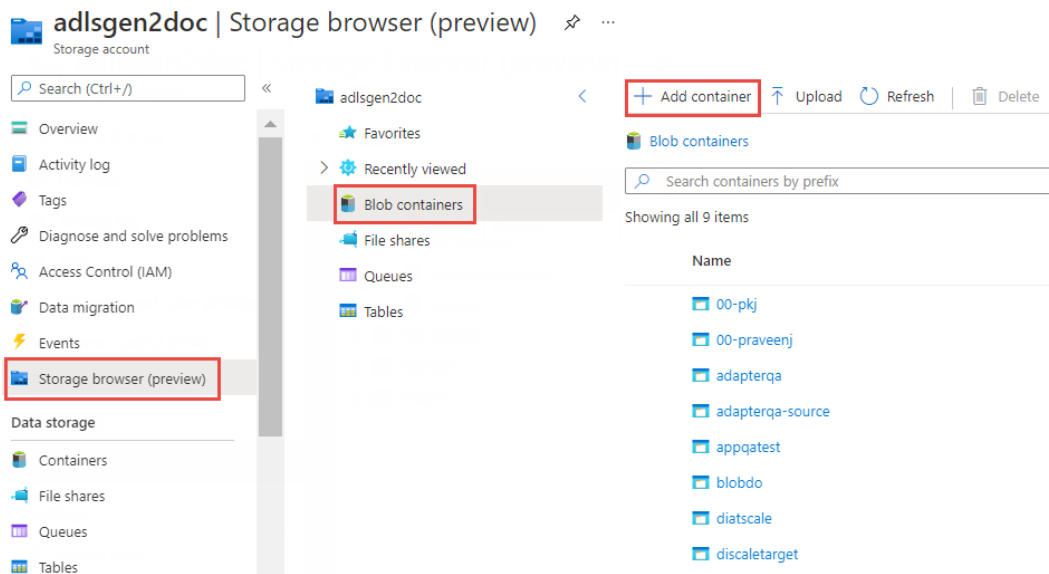 adlsgen2doc | Storage browser (preview) ...
Storage account
Search (Ctrl+/) «
Overview
Activity log
Tags
Diagnose and solve problems
Access Control (IAM)
Data migration
Events
Storage browser (preview)
Data storage
Containers
File shares
Queues
Tables
adlsgen2doc
Favorites
Recently viewed
Blob containers
File shares
Queues
Tables
Add container Upload Refresh Delete
Blob containers
Search containers by prefix
Showing all 9 items
Name
00-pkj
00-praveenj
adapterqa
adapterqa-source
appqatest
blobdo
diatscale
discaletarget